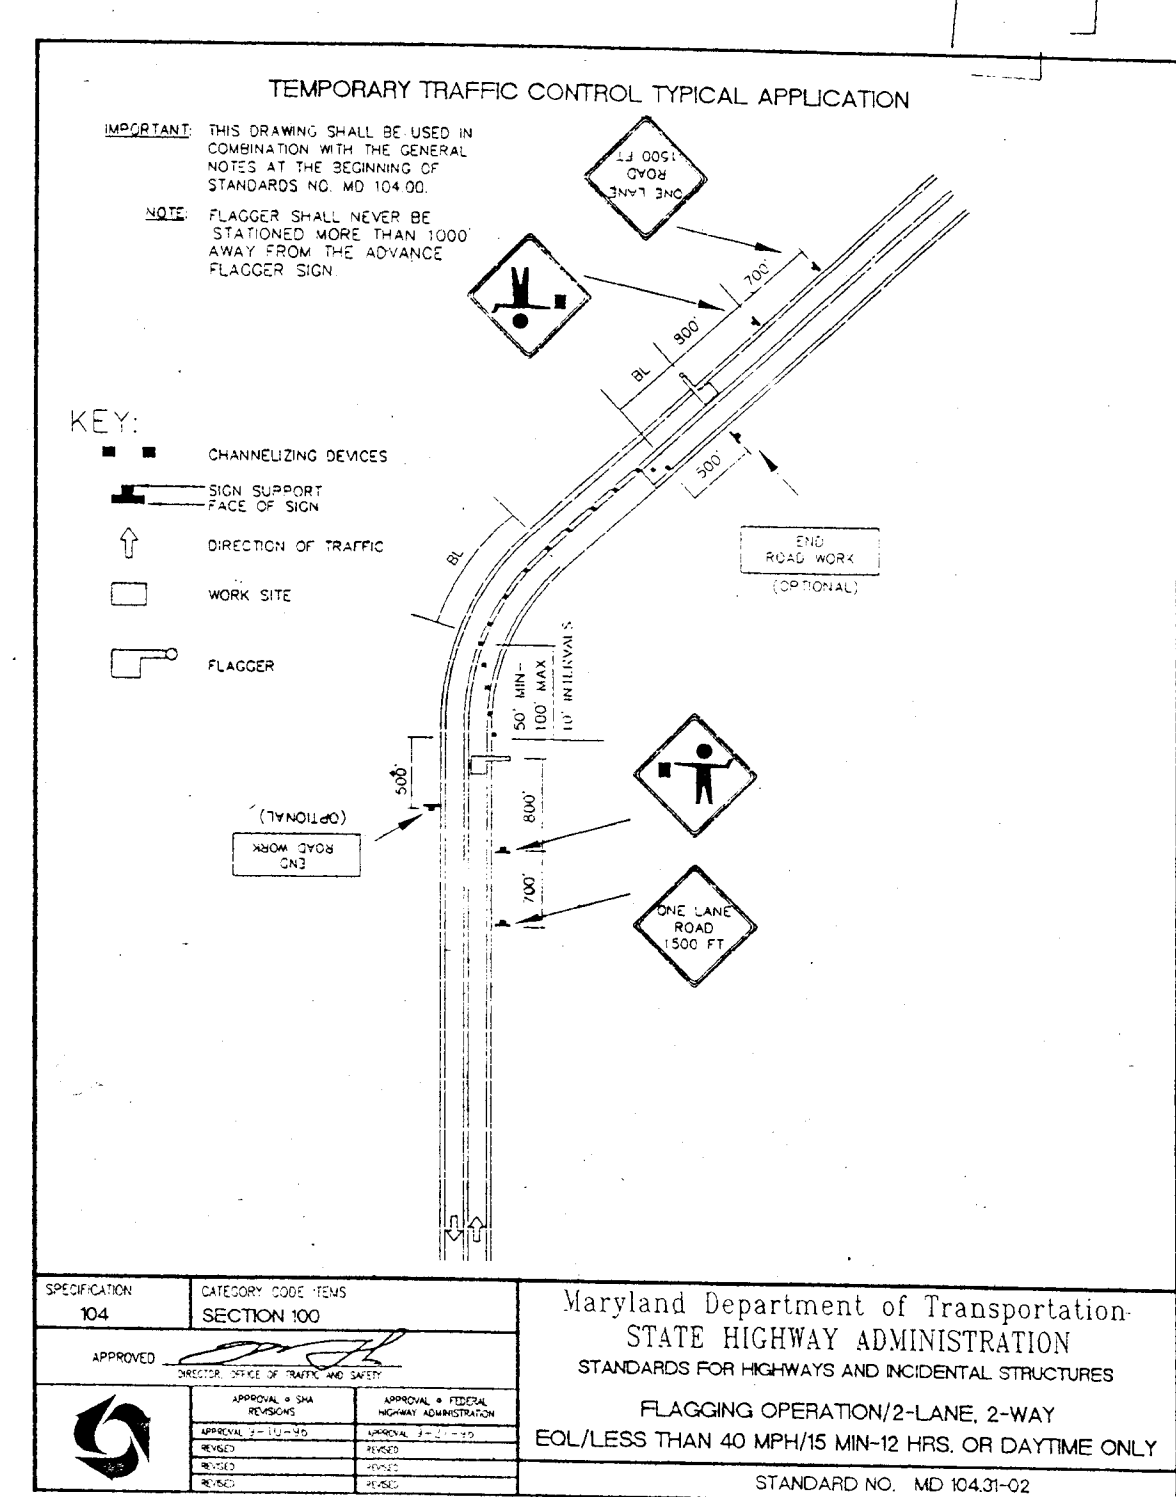 TEMPORARY TRAFFIC CONTROL TYPICAL APPLICATION
IMPORTANT: THIS DRAWING SHALL BE USED IN
COMBINATION WITH THE GENERAL
NOTES AT THE BEGINNING OF
STANDARDS NO. MD 104.00.
NOTE: FLAGGER SHALL NEVER BE
STATIONED MORE THAN 1000'
AWAY FROM THE ADVANCE
FLAGGER SIGN.
ONE LANE
ROAD
1500 FT
700'
800'
BL
500'
END
ROAD WORK
(OPTIONAL)
KEY:
CHANNELIZING DEVICES
SIGN SUPPORT
FACE OF SIGN
DIRECTION OF TRAFFIC
WORK SITE
FLAGGER
BL
50' MIN-
100' MAX
10' INTERVALS
500'
(OPTIONAL)
END
ROAD WORK
800'
700'
ONE LANE
ROAD
1500 FT
SPECIFICATION
104
CATEGORY CODE ITEMS
SECTION 100
APPROVED
DIRECTOR, OFFICE OF TRAFFIC AND SAFETY
APPROVAL • SHA
REVISIONS
APPROVAL • FEDERAL
HIGHWAY ADMINISTRATION
APPROVAL 9-10-96
APPROVAL
REVISED
REVISED
REVISED
REVISED
REVISED
REVISED
Maryland Department of Transportation
STATE HIGHWAY ADMINISTRATION
STANDARDS FOR HIGHWAYS AND INCIDENTAL STRUCTURES
FLAGGING OPERATION/2-LANE, 2-WAY
EQL/LESS THAN 40 MPH/15 MIN-12 HRS. OR DAYTIME ONLY
STANDARD NO. MD 104.31-02